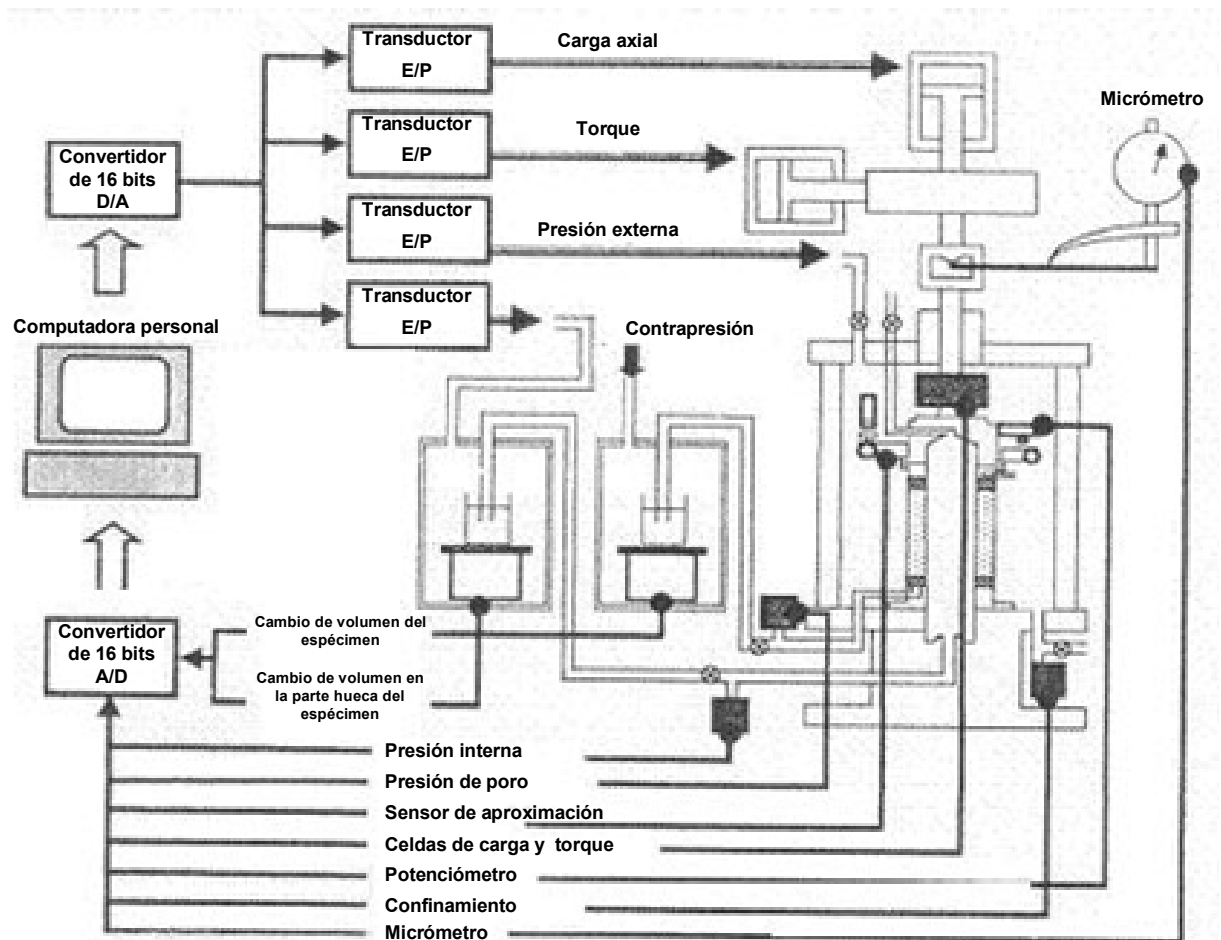 Transductor
E/P
Carga axial
Micrómetro
Transductor
E/P
Torque
Convertidor
de 16 bits
D/A
Transductor
E/P
Presión externa
Transductor
E/P
Computadora personal
Contrapresión
Convertidor
de 16 bits
A/D
Cambio de volumen del
espécimen
Cambio de volumen en
la parte hueca del
espécimen
Presión interna
Presión de poro
Sensor de aproximación
Celdas de carga y torque
Potenciómetro
Confinamiento
Micrómetro